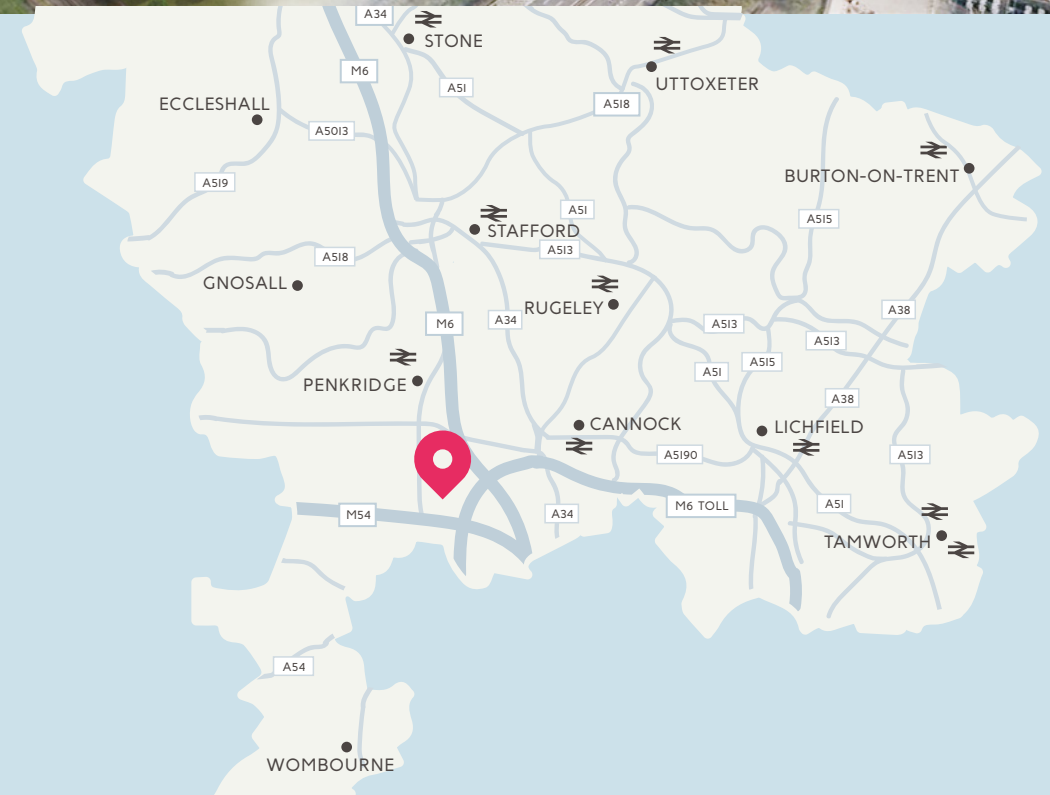 A34
STONE
M6
A51
UTTOXETER
ECCLESHALL
A518
A5013
BURTON-ON-TRENT
A519
A51
A515
STAFFORD
A513
A518
GNOSALL
RUGELEY
A38
M6
A34
A513
A513
PENKRIDGE
A515
A51
A38
CANNOCK
LICHFIELD
A5190
A513
M54
A34
M6 TOLL
A51
TAMWORTH
A54
WOMBOURNE